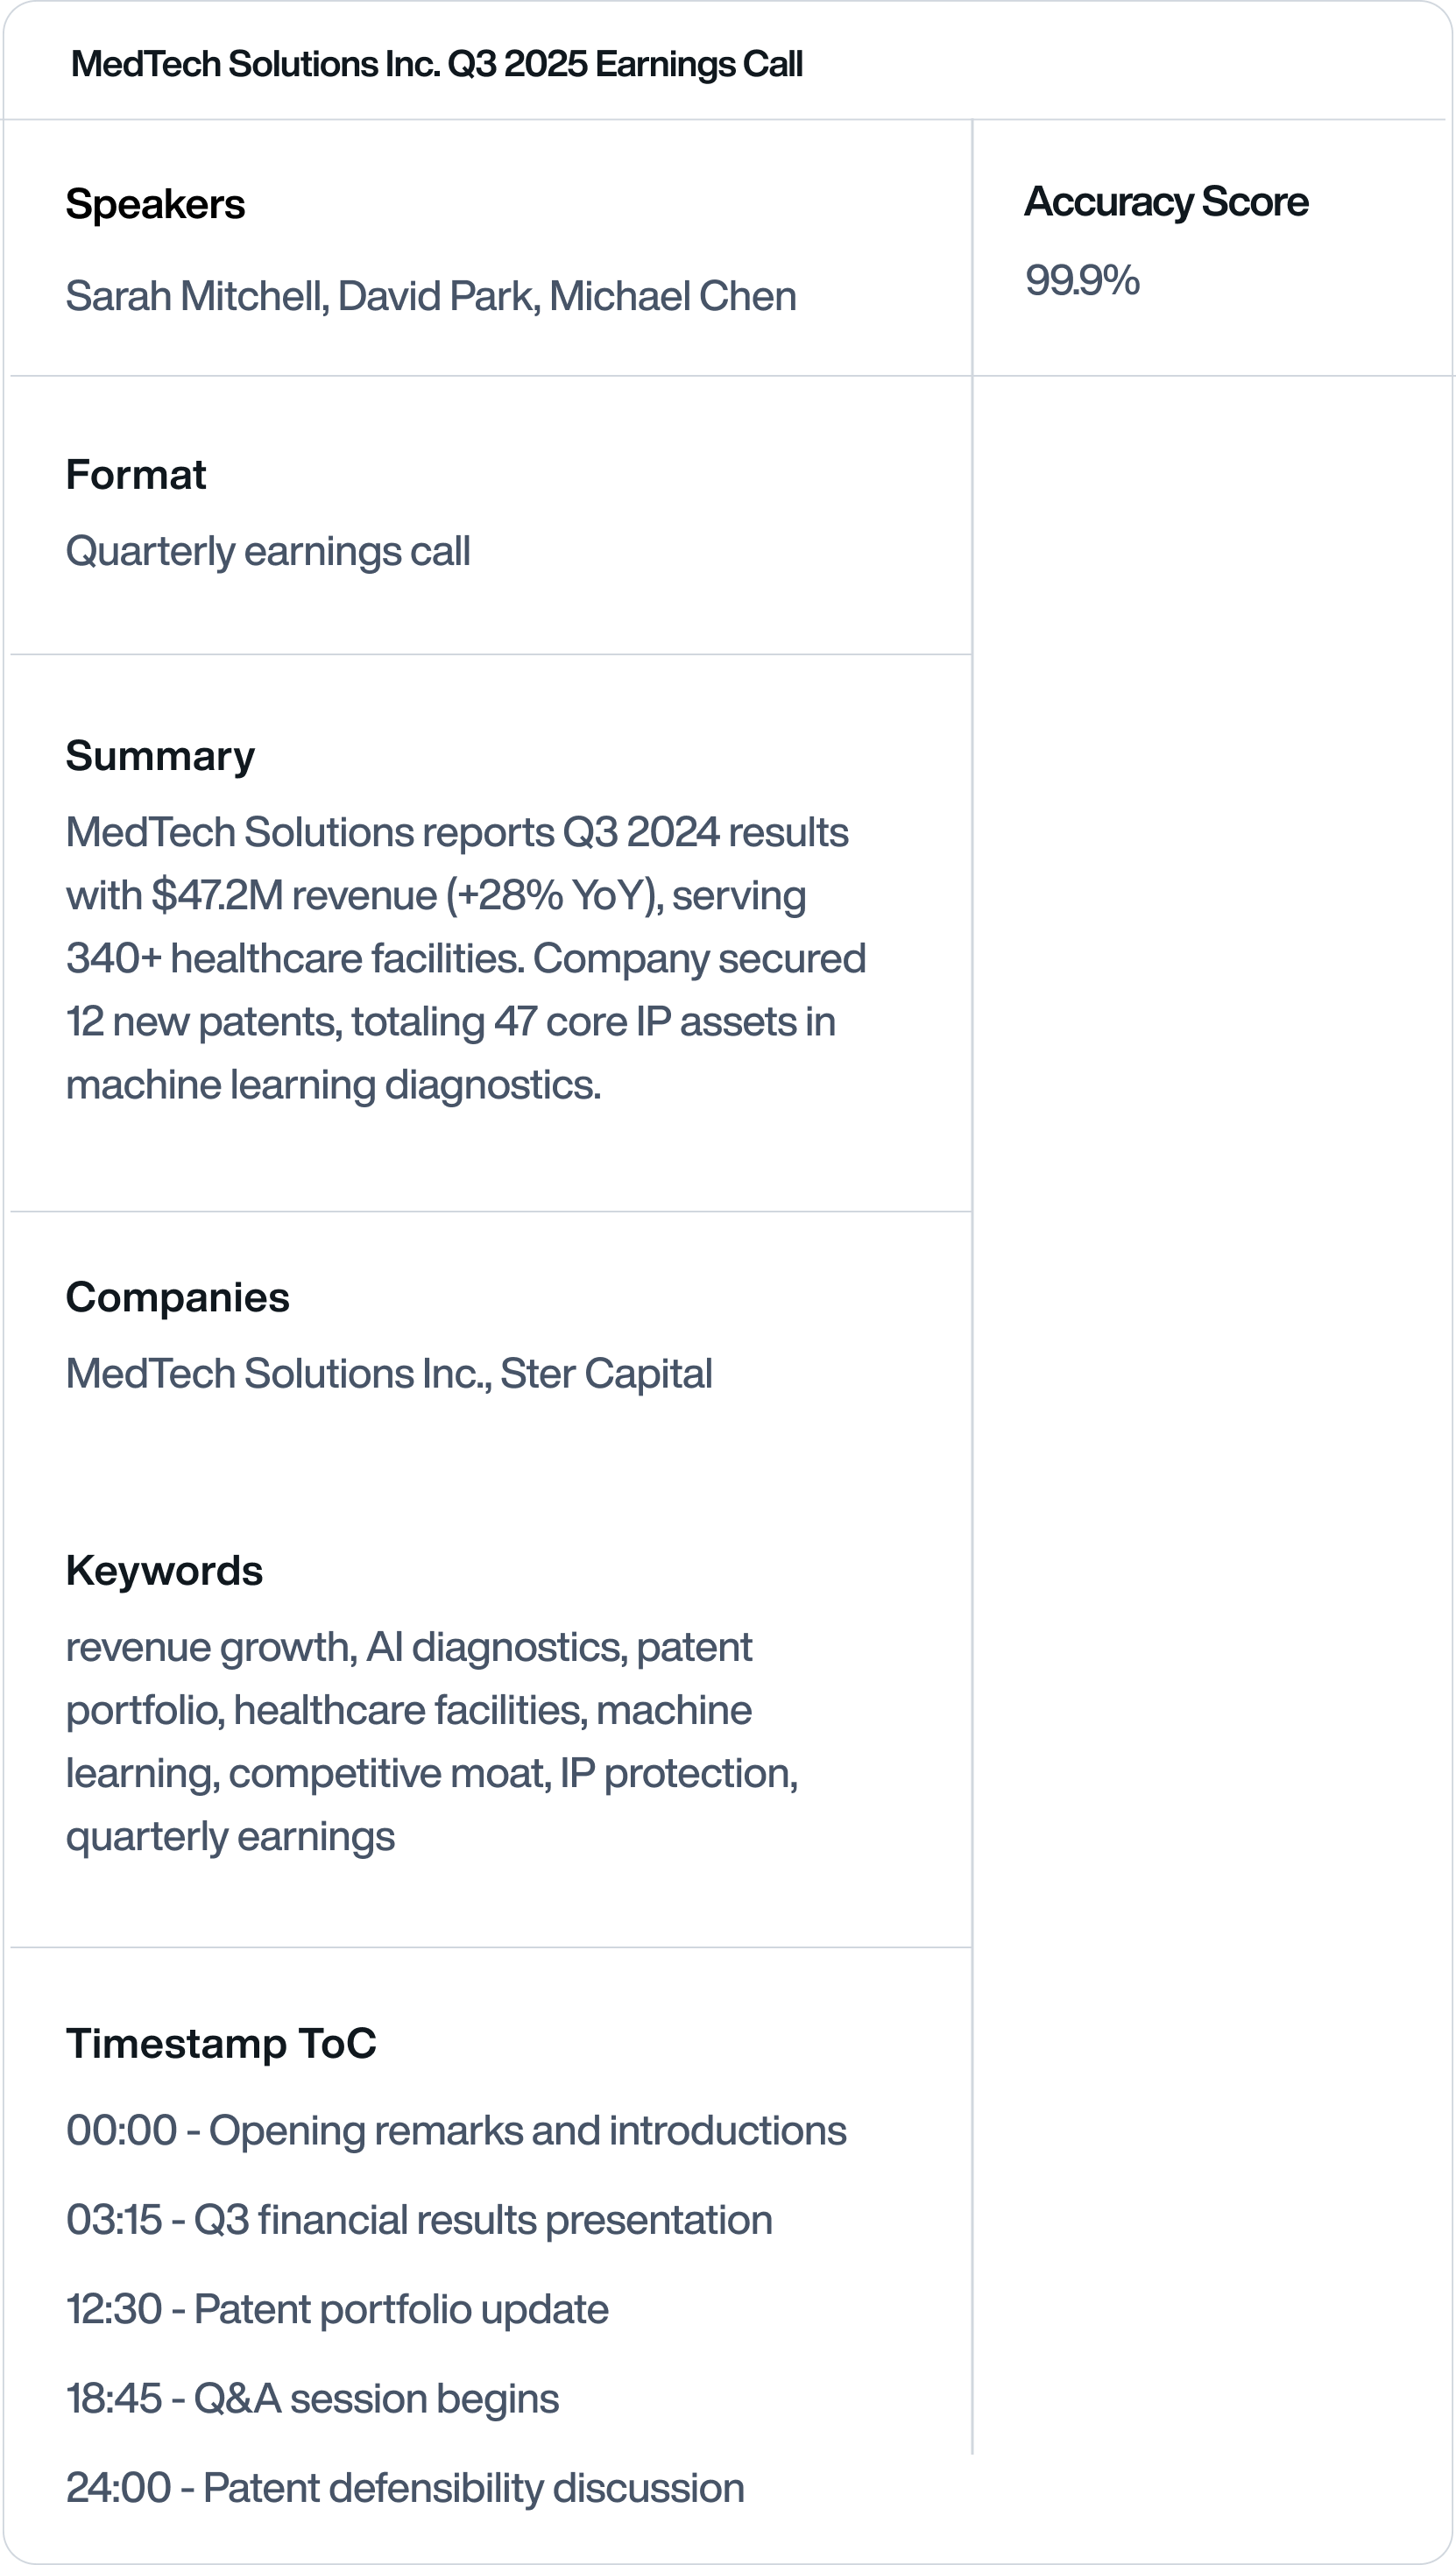 MedTech Solutions Inc. Q3 2025 Earnings Call
Speakers
Sarah Mitchell, David Park, Michael Chen
Accuracy Score
99.9%
Format
Quarterly earnings call
Summary
MedTech Solutions reports Q3 2024 results
with $47.2M revenue (+28% YoY), serving
340+ healthcare facilities. Company secured
12 new patents, totaling 47 core IP assets in
machine learning diagnostics.
Companies
MedTech Solutions Inc., Ster Capital
Keywords
revenue growth, AI diagnostics, patent
portfolio, healthcare facilities, machine
learning, competitive moat, IP protection,
quarterly earnings
Timestamp ToC
00:00 - Opening remarks and introductions
03:15 - Q3 financial results presentation
12:30 - Patent portfolio update
18:45 - Q&A session begins
24:00 - Patent defensibility discussion